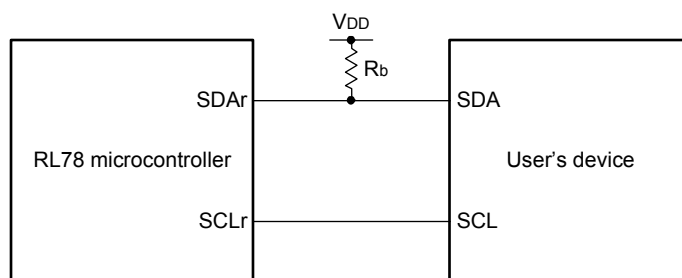 VDD
Rb
SDAr
SDA
RL78 microcontroller
User's device
SCLr
SCL